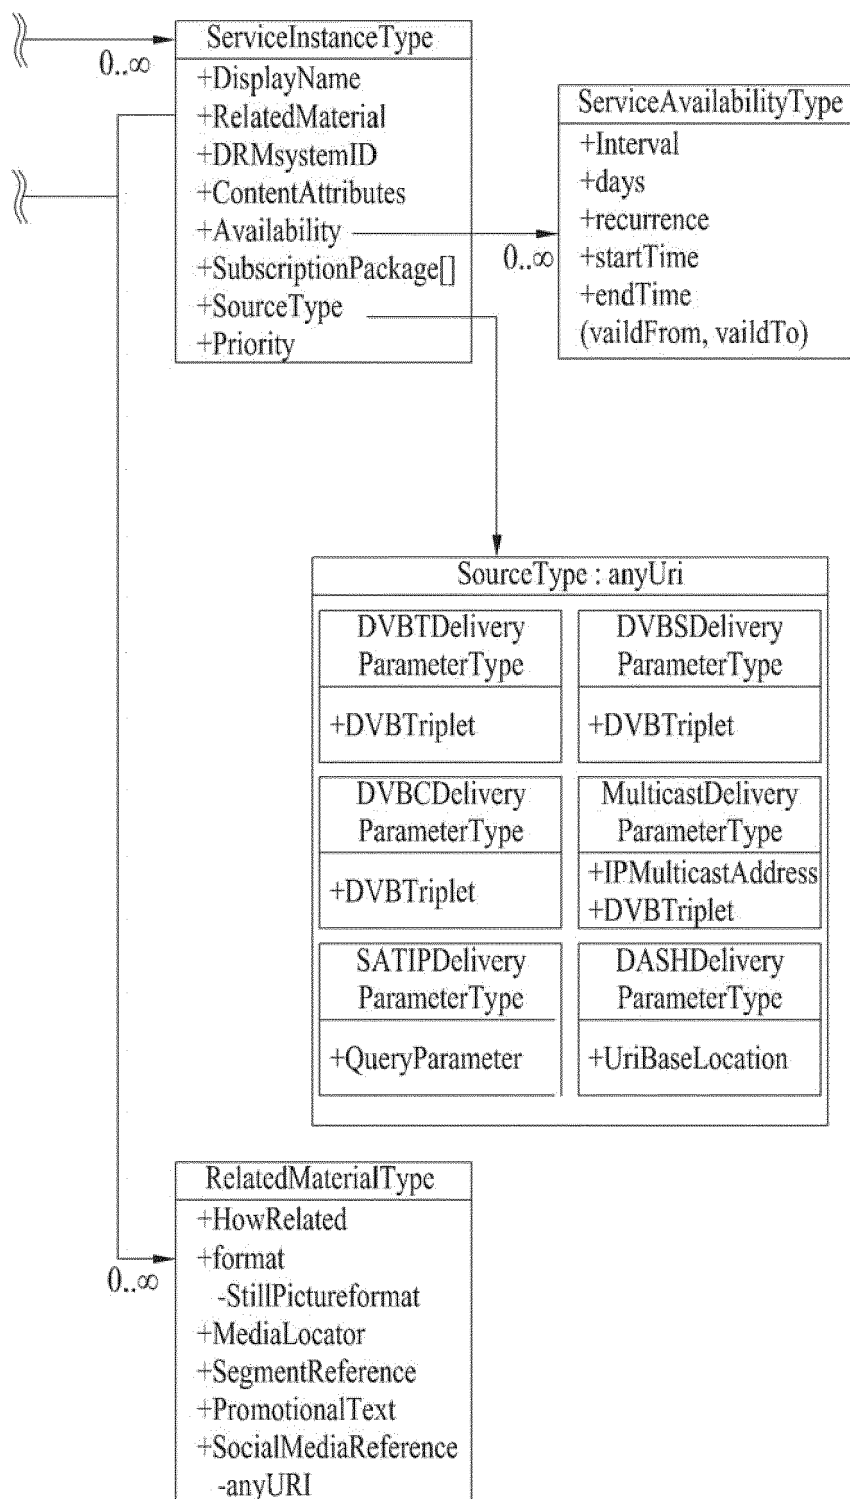 ServiceInstanceType
0..∞
+DisplayName
+RelatedMaterial
+DRMsystemID
+ContentAttributes
+Availability
+SubscriptionPackage[]
+SourceType
+Priority
0..∞
ServiceAvailabilityType
+Interval
+days
+recurrence
+startTime
+endTime
(vaildFrom, vaildTo)
SourceType : anyUri
DVBTDelivery
ParameterType
+DVBTriplet
DVBSDelivery
ParameterType
+DVBTriplet
DVBCDelivery
ParameterType
+DVBTriplet
MulticastDelivery
ParameterType
+IPMulticastAddress
+DVBTriplet
SATIPDelivery
ParameterType
+QueryParameter
DASHDelivery
ParameterType
+UriBaseLocation
RelatedMaterialType
0..∞
+HowRelated
+format
-StillPictureformat
+MediaLocator
+SegmentReference
+PromotionalText
+SocialMediaReference
-anyURI